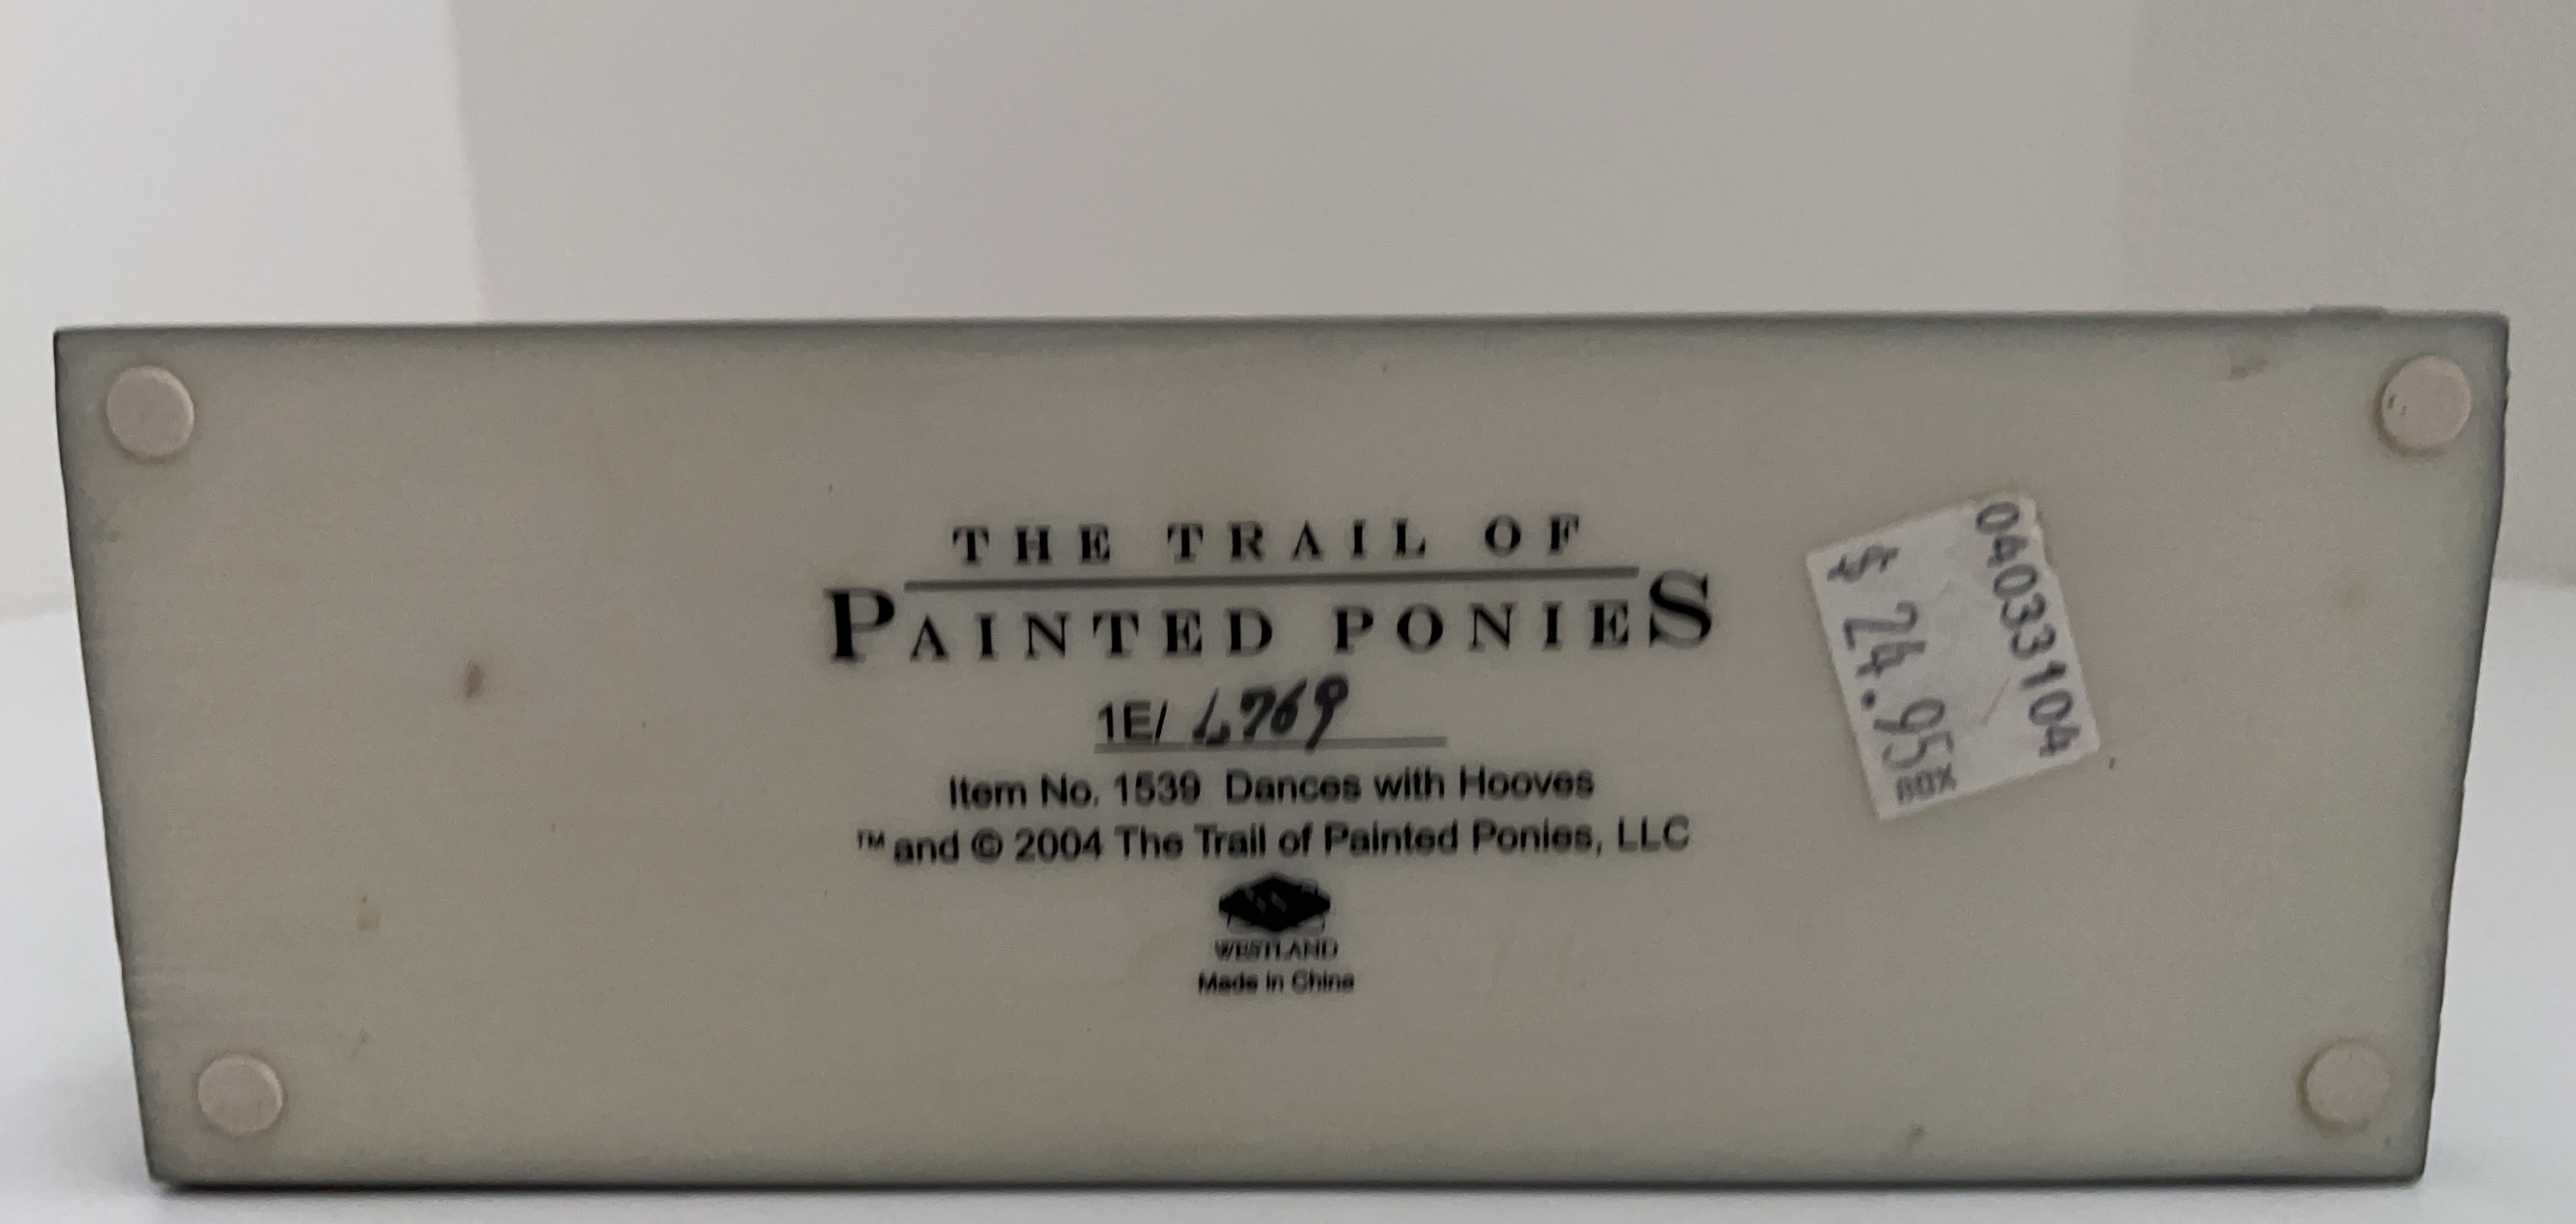 THE TRAIL OF
PAINTED PONIES
1E/ 6769
Item No. 1539 Dances with Hooves
™ and © 2004 The Trail of Painted Ponies, LLC
WESTLAND
Made in China
04033104
$ 24.95
BOX